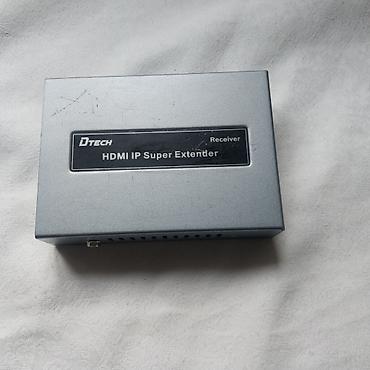 DTECH
Receiver
HDMI IP Super Extender